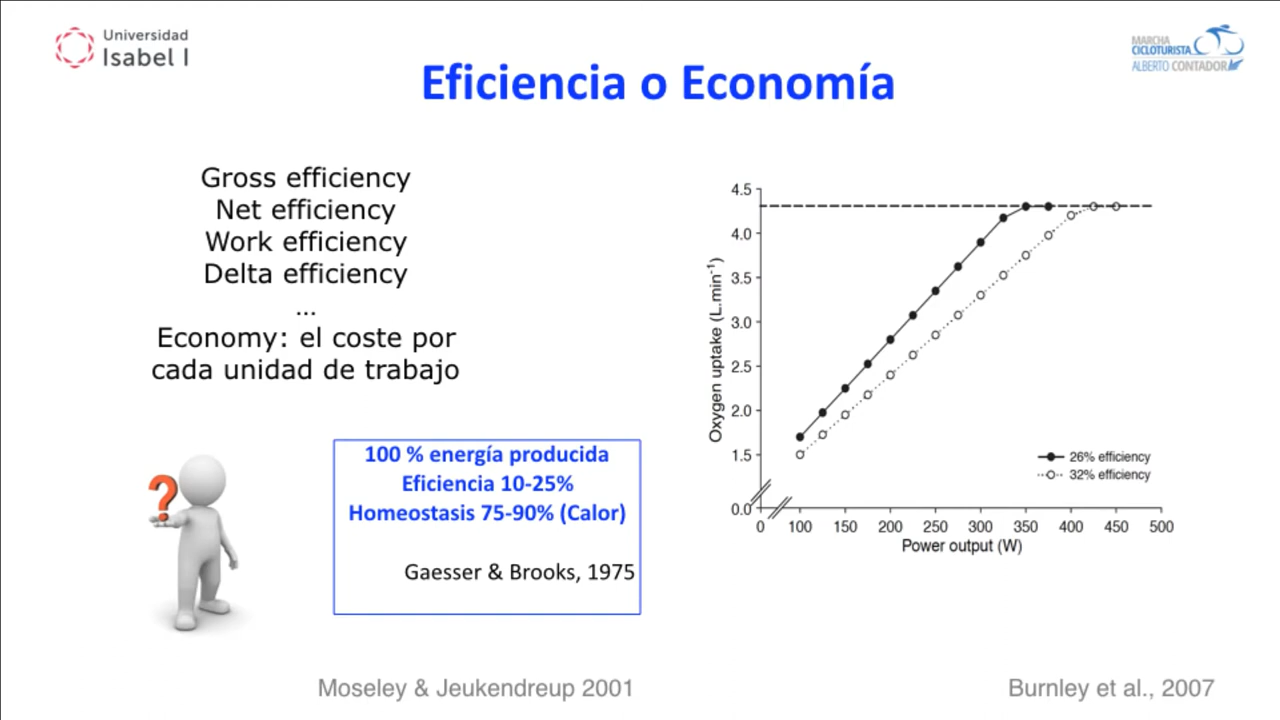 Universidad
Isabel I
MARCHA
CICLOTURISTA
ALBERTO CONTADOR
Eficiencia o Economía
Gross efficiency
Net efficiency
Work efficiency
Delta efficiency
...
Economy: el coste por
cada unidad de trabajo
?
100 % energía producida
Eficiencia 10-25%
Homeostasis 75-90% (Calor)
Gaesser & Brooks, 1975
Oxygen uptake (L.min⁻¹)
4.5
4.0
3.5
3.0
2.5
2.0
1.5
0.0
26% efficiency
32% efficiency
0 100 150 200 250 300 350 400 450 500
Power output (W)
Moseley & Jeukendreup 2001
Burnley et al., 2007